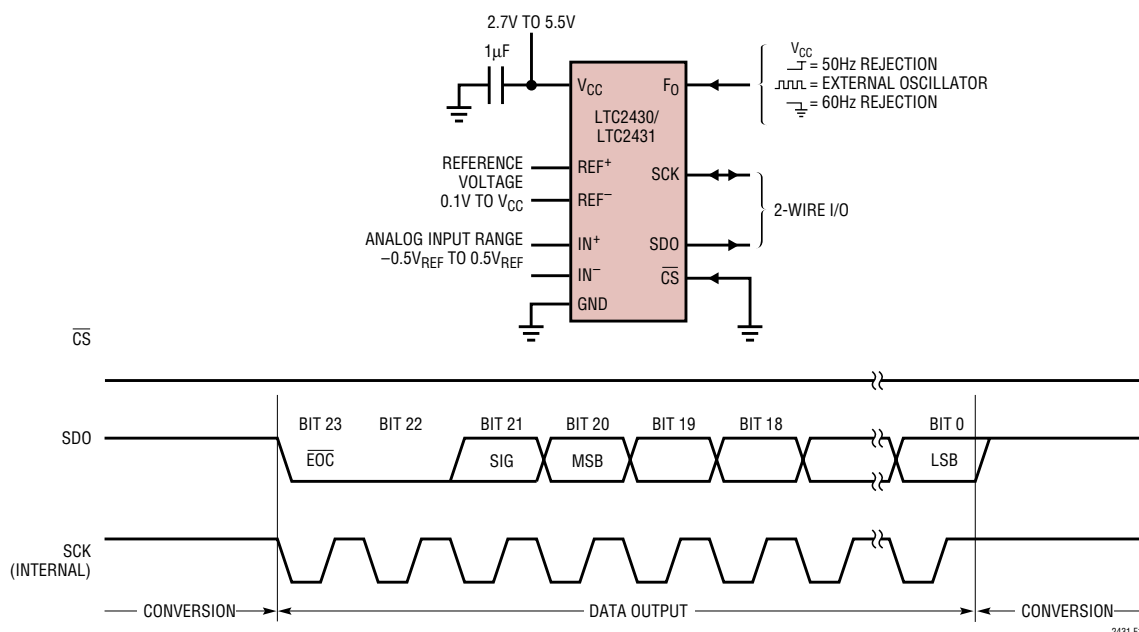 2.7V TO 5.5V
1µF
VCC
FO
LTC2430/
LTC2431
VCC
= 50Hz REJECTION
= EXTERNAL OSCILLATOR
= 60Hz REJECTION
REFERENCE
VOLTAGE
0.1V TO VCC
REF+
REF–
SCK
2-WIRE I/O
ANALOG INPUT RANGE
–0.5VREF TO 0.5VREF
IN+
IN–
GND
SDO
CS
CS
SDO
BIT 23 BIT 22 BIT 21 BIT 20 BIT 19 BIT 18 BIT 0
EOC SIG MSB LSB
SCK
(INTERNAL)
CONVERSION DATA OUTPUT CONVERSION